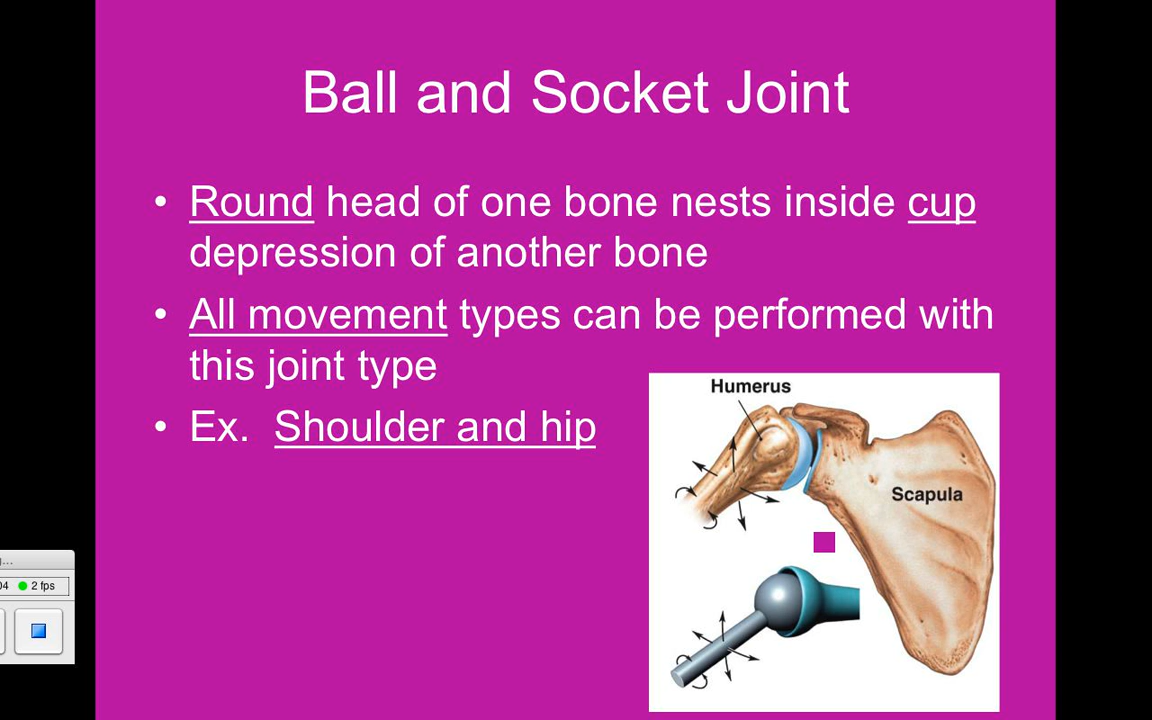 Ball and Socket Joint
• Round head of one bone nests inside cup
depression of another bone
• All movement types can be performed with
this joint type
• Ex. Shoulder and hip
Humerus
Scapula
...
04 2 fps